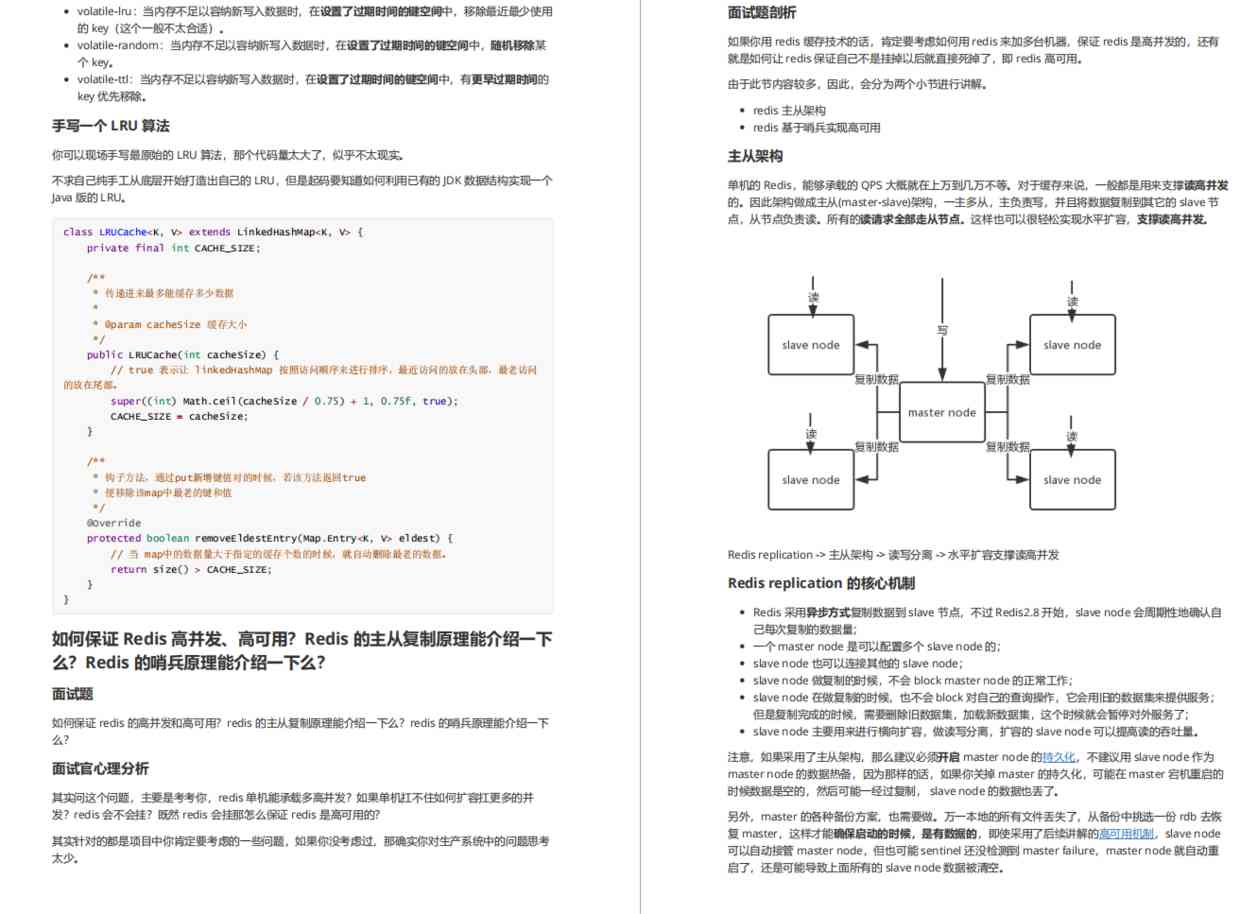 volatile-lru：当内存不足以容纳新写入数据时，在设置了过期时间的键空间中，移除最近最少使用
的 key（这个一般不太合适）。
volatile-random：当内存不足以容纳新写入数据时，在设置了过期时间的键空间中，随机移除某
个 key。
volatile-ttl：当内存不足以容纳新写入数据时，在设置了过期时间的键空间中，有更早过期时间的
key 优先移除。
手写一个 LRU 算法
你可以现场手写最原始的 LRU 算法，那个代码量太大了，似乎不太现实。
不求自己纯手工从底层开始打造出自己的 LRU，但是起码要知道如何利用已有的 JDK 数据结构实现一个
Java 版的 LRU。
class LRUCache<K, V> extends LinkedHashMap<K, V> {
    private final int CACHE_SIZE;
    /**
     * 传递进来最多能缓存多少数据
     *
     * @param cacheSize 缓存大小
     */
    public LRUCache(int cacheSize) {
        // true 表示让 linkedHashMap 按照访问顺序来进行排序，最近访问的放在头部，最老访问
的放在尾部。
        super((int) Math.ceil(cacheSize / 0.75) + 1, 0.75f, true);
        CACHE_SIZE = cacheSize;
    }
    /**
     * 钩子方法，通过put新增键值对的时候，若该方法返回true
     * 便移除该map中最老的键和值
     */
    @Override
    protected boolean removeEldestEntry(Map.Entry<K, V> eldest) {
        // 当 map中的数据量大于指定的缓存个数的时候，就自动删除最老的数据。
        return size() > CACHE_SIZE;
    }
}
如何保证 Redis 高并发、高可用？Redis 的主从复制原理能介绍一下
么？Redis 的哨兵原理能介绍一下么？
面试题
如何保证 redis 的高并发和高可用？redis 的主从复制原理能介绍一下么？redis 的哨兵原理能介绍一下
么？
面试官心理分析
其实问这个问题，主要是考考你，redis 单机能承载多高并发？如果单机扛不住如何扩容扛更多的并
发？redis 会不会挂？既然 redis 会挂那怎么保证 redis 是高可用的？
其实针对的都是项目中你肯定要考虑的一些问题，如果你没考虑过，那确实你对生产系统中的问题思考
太少。
面试题剖析
如果你用 redis 缓存技术的话，肯定要考虑如何用 redis 来加多台机器，保证 redis 是高并发的，还有
就是如何让 redis 保证自己不是挂掉以后就直接死掉了，即 redis 高可用。
由于此节内容较多，因此，会分为两个小节进行讲解。
redis 主从架构
redis 基于哨兵实现高可用
主从架构
单机的 Redis，能够承载的 QPS 大概就在上万到几万不等。对于缓存来说，一般都是用来支撑读高并发
的。因此架构做成主从(master-slave)架构，一主多从，主负责写，并且将数据复制到其它的 slave 节
点，从节点负责读。所有的读请求全部走从节点。这样也可以很轻松实现水平扩容，支撑读高并发。
读
写
读
slave node
slave node
复制数据
复制数据
master node
读
读
复制数据
复制数据
slave node
slave node
Redis replication -> 主从架构 -> 读写分离 -> 水平扩容支撑读高并发
Redis replication 的核心机制
Redis 采用异步方式复制数据到 slave 节点，不过 Redis2.8 开始，slave node 会周期性地确认自
己每次复制的数据量；
一个 master node 是可以配置多个 slave node 的；
slave node 也可以连接其他的 slave node；
slave node 做复制的时候，不会 block master node 的正常工作；
slave node 在做复制的时候，也不会 block 对自己的查询操作，它会用旧的数据集来提供服务；
但是复制完成的时候，需要删除旧数据集，加载新数据集，这个时候就会暂停对外服务了；
slave node 主要用来进行横向扩容，做读写分离，扩容的 slave node 可以提高读的吞吐量。
注意，如果采用了主从架构，那么建议必须开启 master node 的持久化，不建议用 slave node 作为
master node 的数据热备，因为那样的话，如果你关掉 master 的持久化，可能在 master 宕机重启的
时候数据是空的，然后可能一经过复制， slave node 的数据也丢了。
另外，master 的各种备份方案，也需要做。万一本地的所有文件丢失了，从备份中挑选一份 rdb 去恢
复 master，这样才能确保启动的时候，是有数据的，即使采用了后续讲解的高可用机制，slave node
可以自动接管 master node，但也可能 sentinel 还没检测到 master failure，master node 就自动重
启了，还是可能导致上面所有的 slave node 数据被清空。